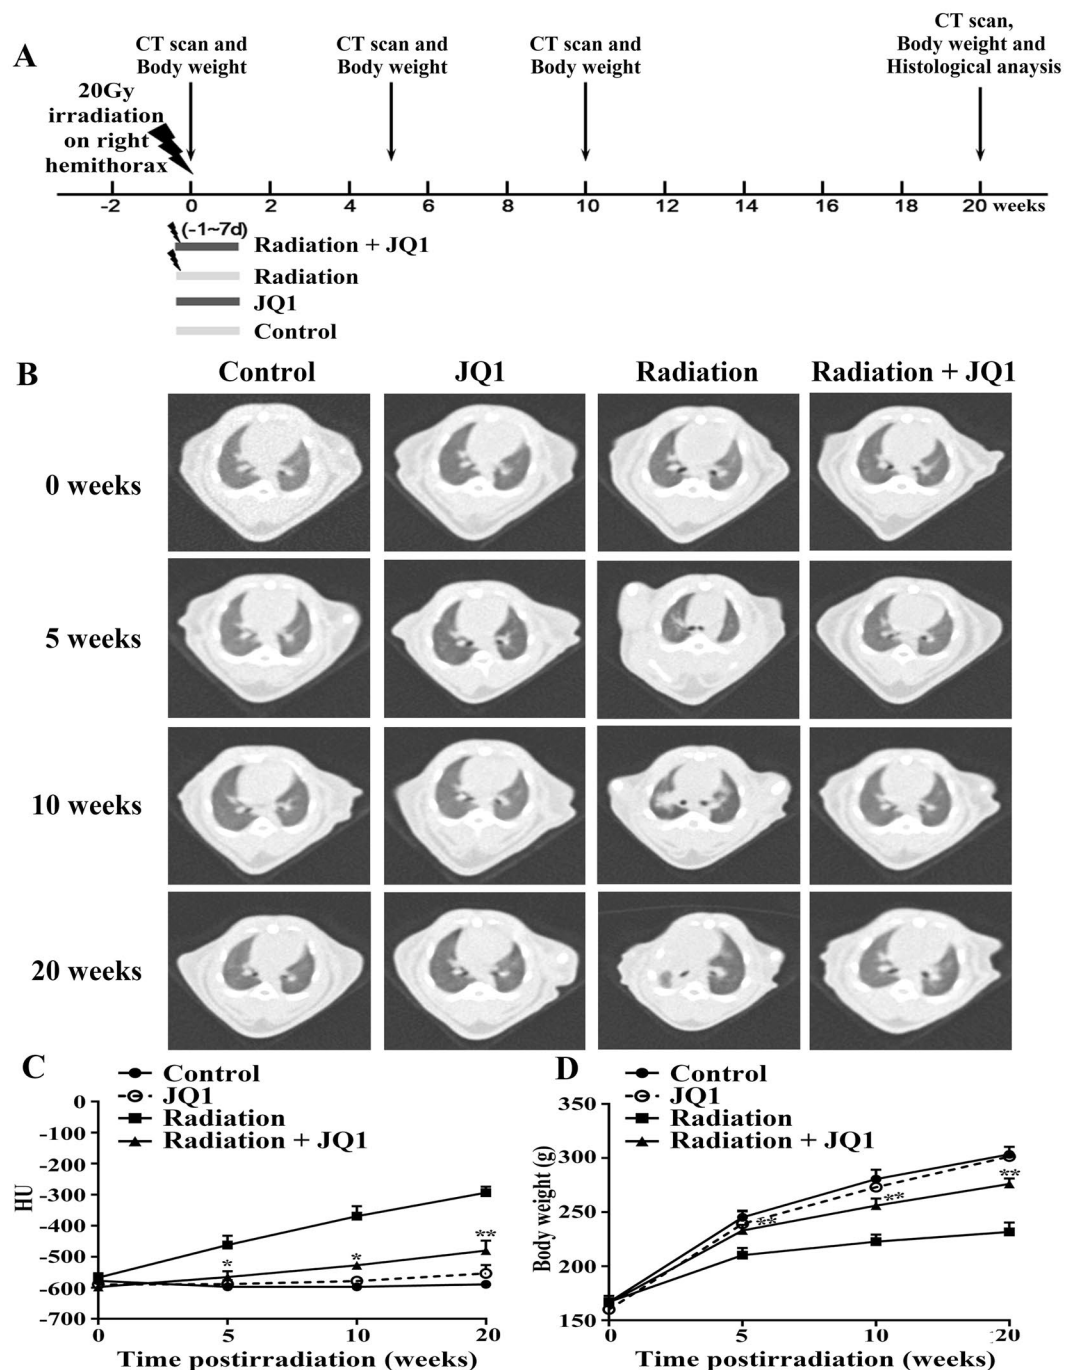 A
CT scan and
Body weight
CT scan and
Body weight
CT scan and
Body weight
CT scan,
Body weight and
Histological anaysis
20Gy
irradiation
on right
hemithorax
-2 0 2 4 6 8 10 12 14 16 18 20 weeks
(-1~7d)
Radiation + JQ1
Radiation
JQ1
Control
B
Control JQ1 Radiation Radiation + JQ1
0 weeks
5 weeks
10 weeks
20 weeks
C
Control
JQ1
Radiation
Radiation + JQ1
HU
0
-100
-200
-300
-400
-500
-600
-700
* * **
0 5 10 20
Time postirradiation (weeks)
D
Control
JQ1
Radiation
Radiation + JQ1
Body weight (g)
350
300
250
200
150
** ** **
0 5 10 20
Time postirradiation (weeks)